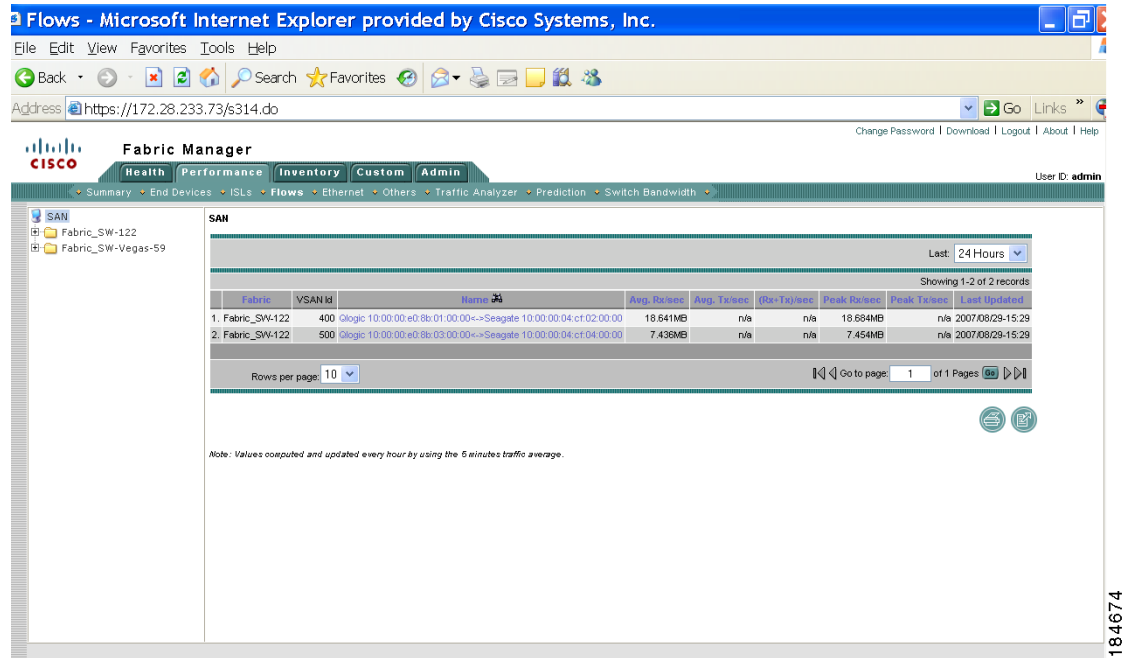 Flows - Microsoft Internet Explorer provided by Cisco Systems, Inc.
File Edit View Favorites Tools Help
Back Search Favorites
Address https://172.28.233.73/s314.do Go Links »
Change Password | Download | Logout | About | Help
CISCO
Fabric Manager
Health Performance Inventory Custom Admin
User ID: admin
Summary End Devices ISLs Flows Ethernet Others Traffic Analyzer Prediction Switch Bandwidth
SAN
Fabric_SW-122
Fabric_SW-Vegas-59
SAN
Last: 24 Hours
Showing 1-2 of 2 records
Fabric VSAN Id Name Avg. Rx/sec Avg. Tx/sec (Rx+Tx)/sec Peak Rx/sec Peak Tx/sec Last Updated
1. Fabric_SW-122 400 Qlogic 10:00:00:e0:8b:01:00:00<->Seagate 10:00:00:04:cf:02:00:00 18.641MB n/a n/a 18.684MB n/a 2007/08/29-15:29
2. Fabric_SW-122 500 Qlogic 10:00:00:e0:8b:03:00:00<->Seagate 10:00:00:04:cf:04:00:00 7.436MB n/a n/a 7.454MB n/a 2007/08/29-15:29
Rows per page: 10 Go to page: 1 of 1 Pages Go
Note: Values computed and updated every hour by using the 5 minutes traffic average.
184674